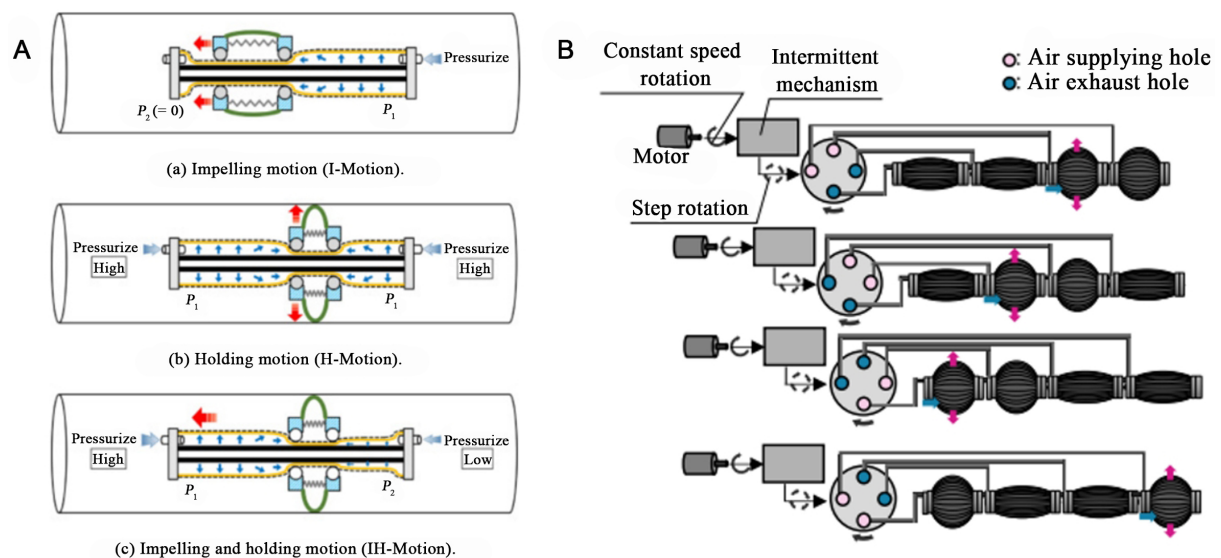 A
Pressurize
P2 (= 0)
P1
(a) Impelling motion (I-Motion).
Pressurize
High
Pressurize
High
P1
P1
(b) Holding motion (H-Motion).
Pressurize
High
Pressurize
Low
P1
P2
(c) Impelling and holding motion (IH-Motion).
B
Constant speed
rotation
Intermittent
mechanism
: Air supplying hole
: Air exhaust hole
Motor
Step rotation